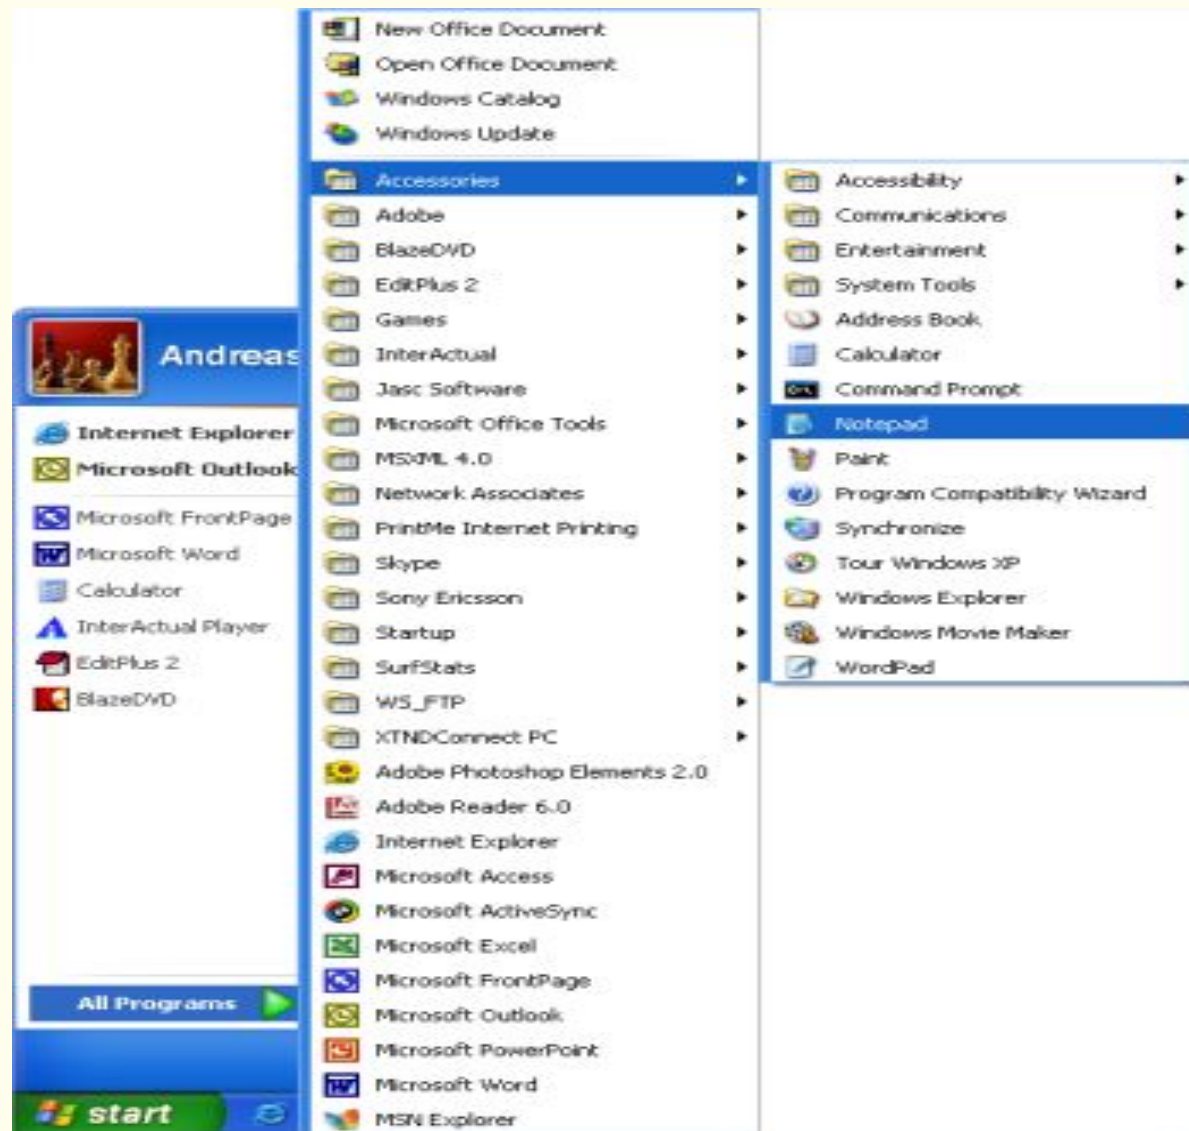 New Office Document
Open Office Document
Windows Catalog
Windows Update
Accessories
Adobe
BlazeDVD
EditPlus 2
Games
InterActual
Jasc Software
Microsoft Office Tools
MSXML 4.0
Network Associates
PrintMe Internet Printing
Skype
Sony Ericsson
Startup
SurfStats
WS_FTP
XTNDConnect PC
Adobe Photoshop Elements 2.0
Adobe Reader 6.0
Internet Explorer
Microsoft Access
Microsoft ActiveSync
Microsoft Excel
Microsoft FrontPage
Microsoft Outlook
Microsoft PowerPoint
Microsoft Word
MSN Explorer
Accessibility
Communications
Entertainment
System Tools
Address Book
Calculator
Command Prompt
Notepad
Paint
Program Compatibility Wizard
Synchronize
Tour Windows XP
Windows Explorer
Windows Movie Maker
WordPad
Andreas
Internet Explorer
Microsoft Outlook
Microsoft FrontPage
Microsoft Word
Calculator
InterActual Player
EditPlus 2
BlazeDVD
All Programs
start